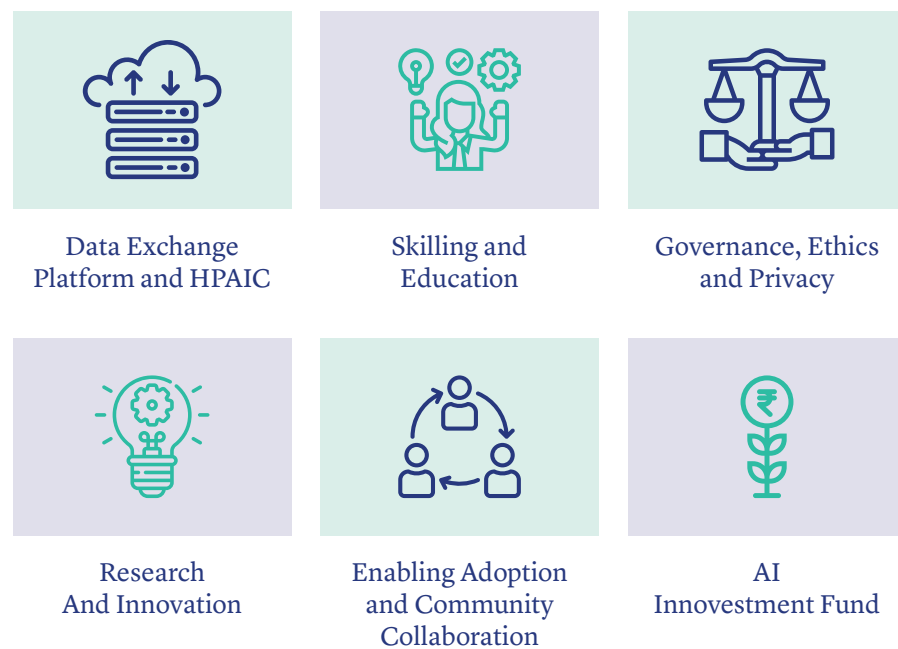 Data Exchange
Platform and HPAIC
Skilling and
Education
Governance, Ethics
and Privacy
₹
Research
And Innovation
Enabling Adoption
and Community
Collaboration
AI
Innovestment Fund